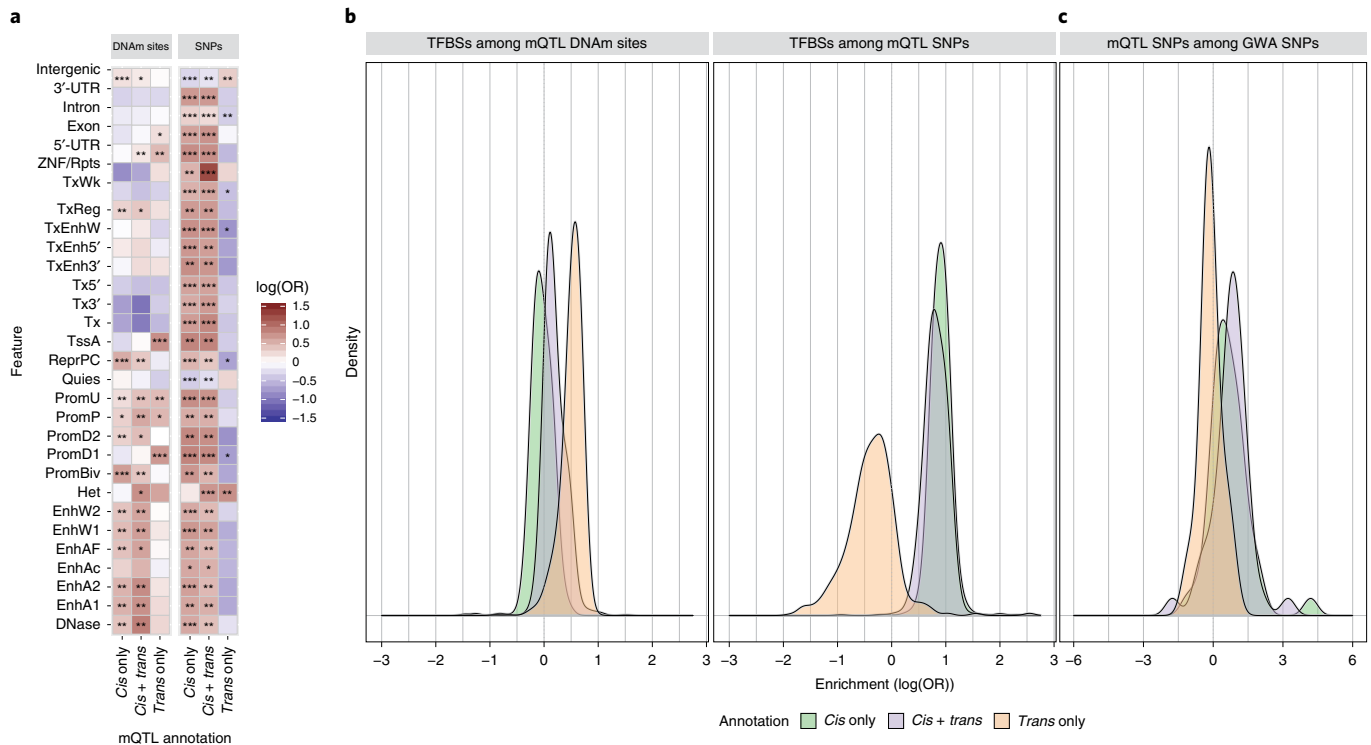 a
b
c
DNAm sites
SNPs
TFBSs among mQTL DNAm sites
TFBSs among mQTL SNPs
mQTL SNPs among GWA SNPs
Feature
Intergenic
*** * *** ** **
3′-UTR
*** ***
Intron
*** *** **
Exon
* *** ***
5′-UTR
** ** *** ***
ZNF/Rpts
** ***
TxWk
*** *** *
TxReg
** * ** **
TxEnhW
*** *** *
TxEnh5′
*** **
TxEnh3′
** **
Tx5′
*** ***
Tx3′
*** ***
Tx
*** ***
TssA
*** ** **
ReprPC
*** ** *** ** *
Quies
*** **
PromU
** ** ** *** ***
PromP
* ** * ** **
PromD2
** * ** **
PromD1
*** *** *** *
PromBiv
*** ** ** **
Het
* *** **
EnhW2
** ** *** **
EnhW1
** ** *** **
EnhAF
** * ** **
EnhAc
* *
EnhA2
** ** *** **
EnhA1
** ** ** **
DNase
** ** *** **
Cis only
Cis + trans
Trans only
Cis only
Cis + trans
Trans only
mQTL annotation
log(OR)
1.5
1.0
0.5
0
−0.5
−1.0
−1.5
Density
−3 −2 −1 0 1 2 3
−3 −2 −1 0 1 2 3
−6 −3 0 3 6
Enrichment (log(OR))
Annotation Cis only Cis + trans Trans only